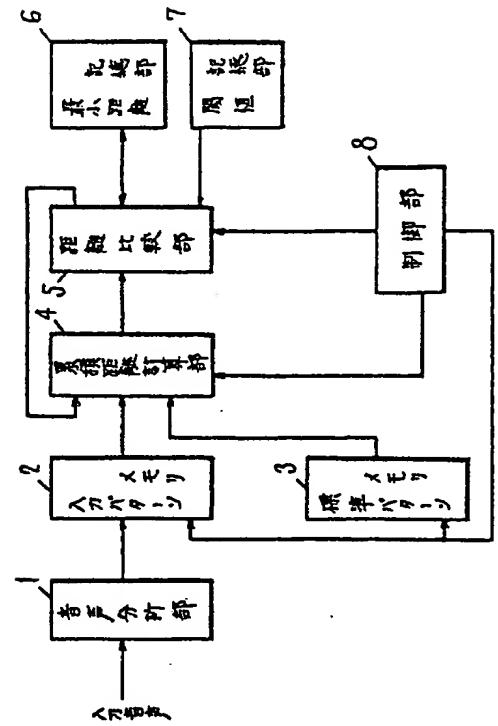 入力音声
1
音声分析部
2
入力パターン
メモリ
3
標準パターン
メモリ
4
累積距離計算部
5
距離比較部
6
最小距離
記憶部
7
閾値
記憶部
8
制御部